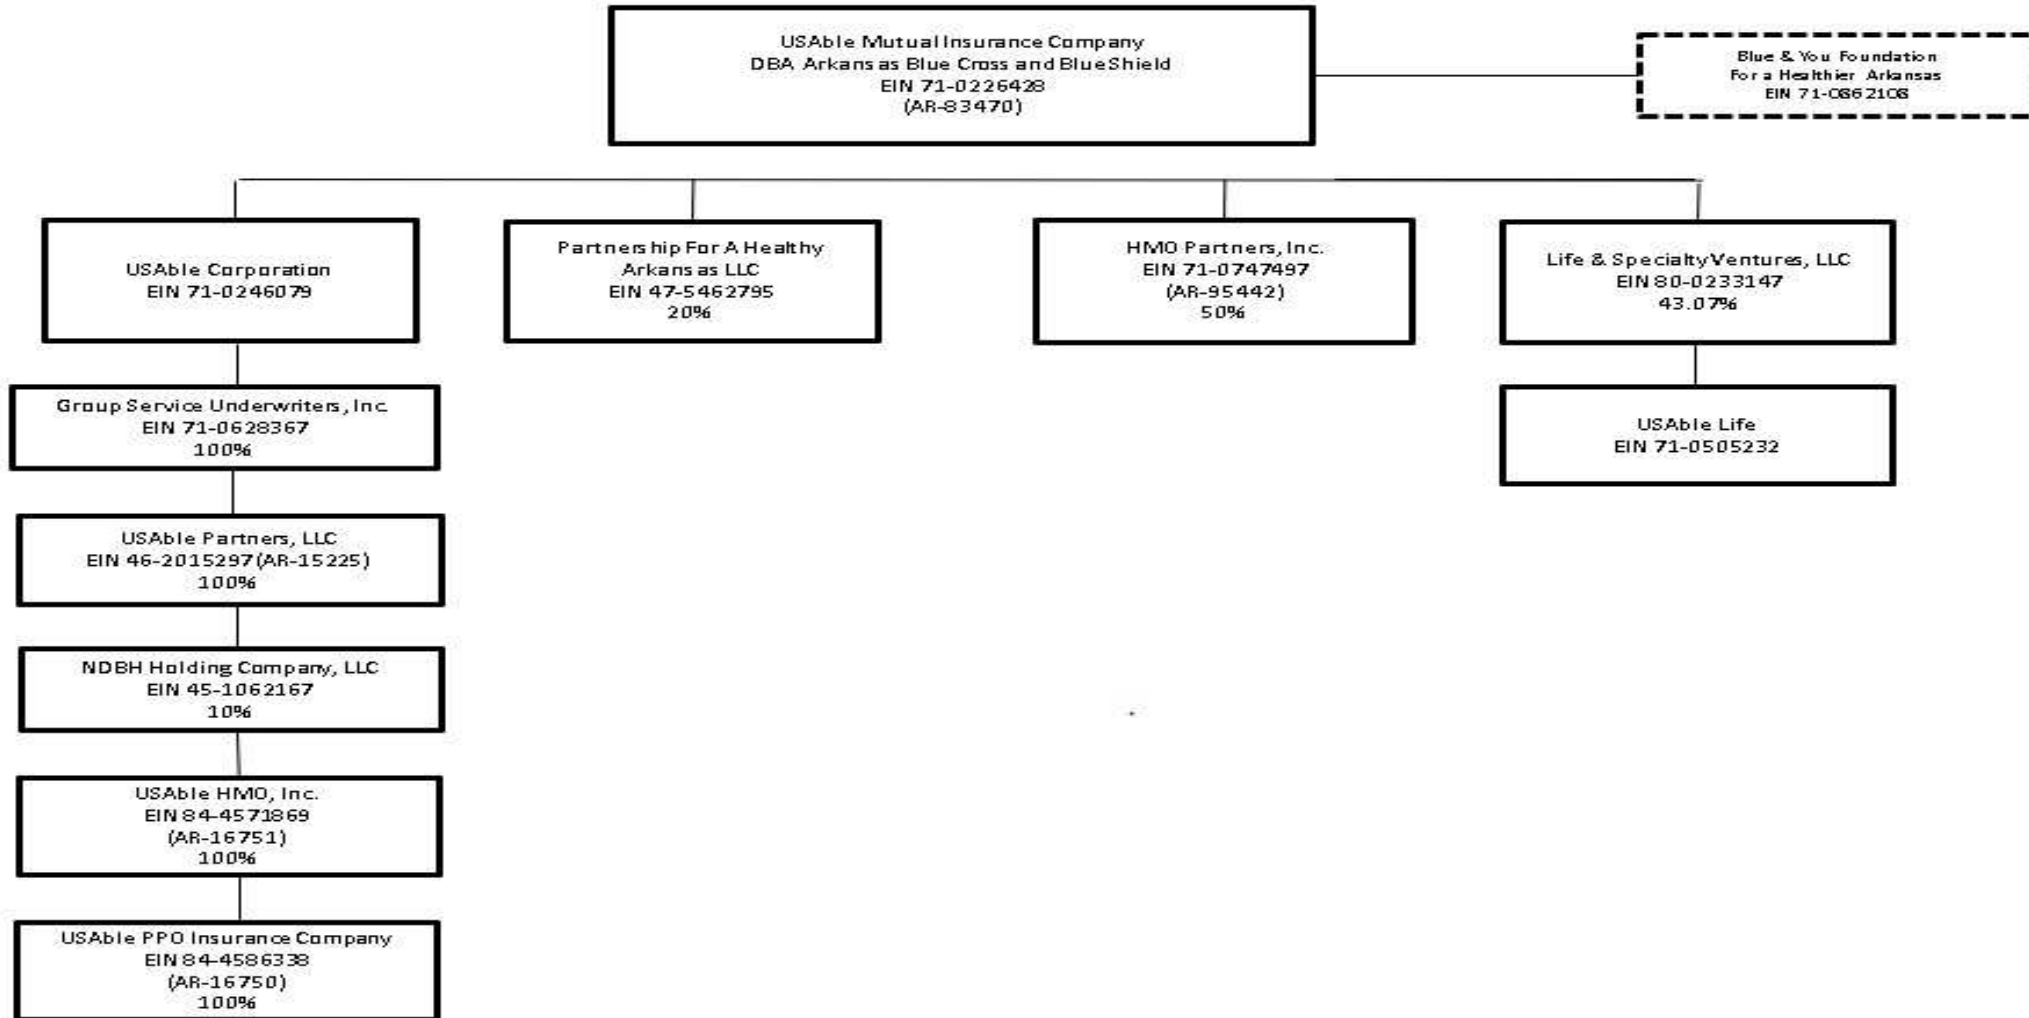 USAble Mutual Insurance Company
DBA Arkansas Blue Cross and Blue Shield
EIN 71-0226428
(AR-83470)
Blue & You Foundation
For a Healthier Arkansas
EIN 71-0862108
USAble Corporation
EIN 71-0246079
Partnership For A Healthy
Arkansas LLC
EIN 47-5462795
20%
HMO Partners, Inc.
EIN 71-0747497
(AR-95442)
50%
Life & Specialty Ventures, LLC
EIN 80-0233147
43.07%
Group Service Underwriters, Inc.
EIN 71-0628367
100%
USAble Life
EIN 71-0505232
USAble Partners, LLC
EIN 46-2015297(AR-15225)
100%
NDBH Holding Company, LLC
EIN 45-1062167
10%
USAble HMO, Inc.
EIN 84-4571869
(AR-16751)
100%
USAble PPO Insurance Company
EIN 84-4586338
(AR-16750)
100%